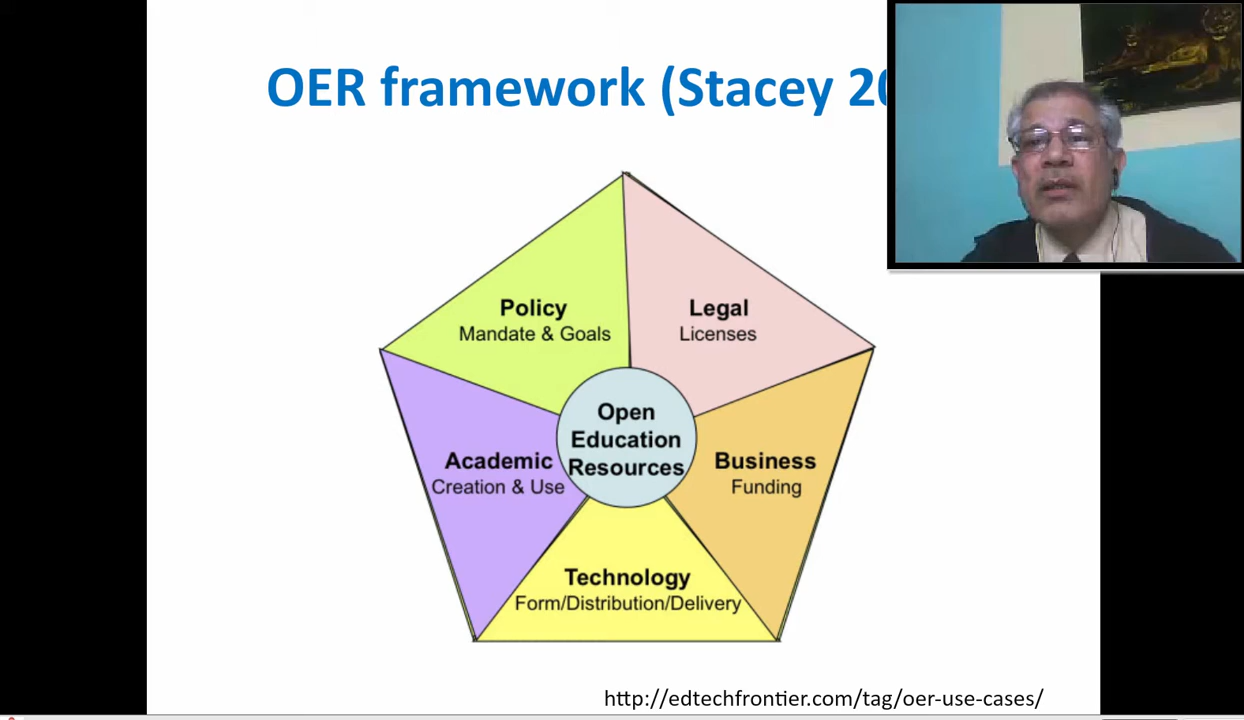 OER framework (Stacey 20
Policy
Mandate & Goals
Legal
Licenses
Open
Education
Resources
Academic
Creation & Use
Business
Funding
Technology
Form/Distribution/Delivery
http://edtechfrontier.com/tag/oer-use-cases/